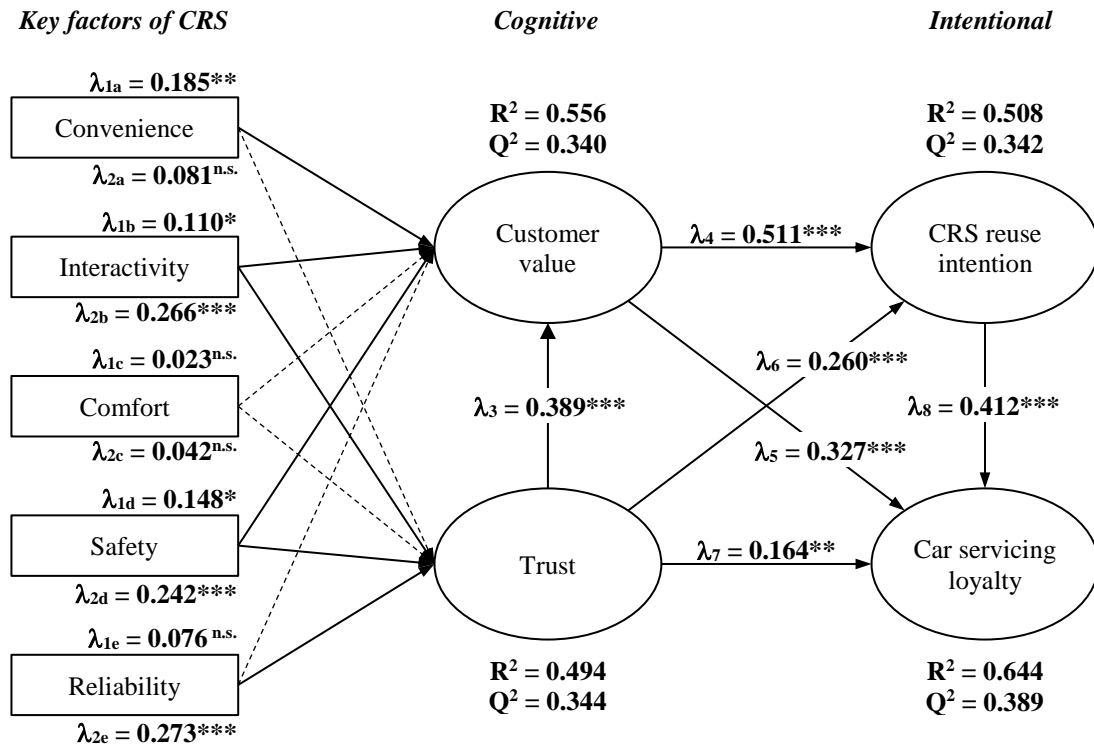 Key factors of CRS
Cognitive
Intentional
λ1a = 0.185**
Convenience
λ2a = 0.081n.s.
λ1b = 0.110*
Interactivity
λ2b = 0.266***
λ1c = 0.023n.s.
Comfort
λ2c = 0.042n.s.
λ1d = 0.148*
Safety
λ2d = 0.242***
λ1e = 0.076 n.s.
Reliability
λ2e = 0.273***
R² = 0.556
Q² = 0.340
Customer
value
λ3 = 0.389***
Trust
R² = 0.494
Q² = 0.344
λ4 = 0.511***
λ6 = 0.260***
λ5 = 0.327***
λ7 = 0.164**
R² = 0.508
Q² = 0.342
CRS reuse
intention
λ8 = 0.412***
Car servicing
loyalty
R² = 0.644
Q² = 0.389